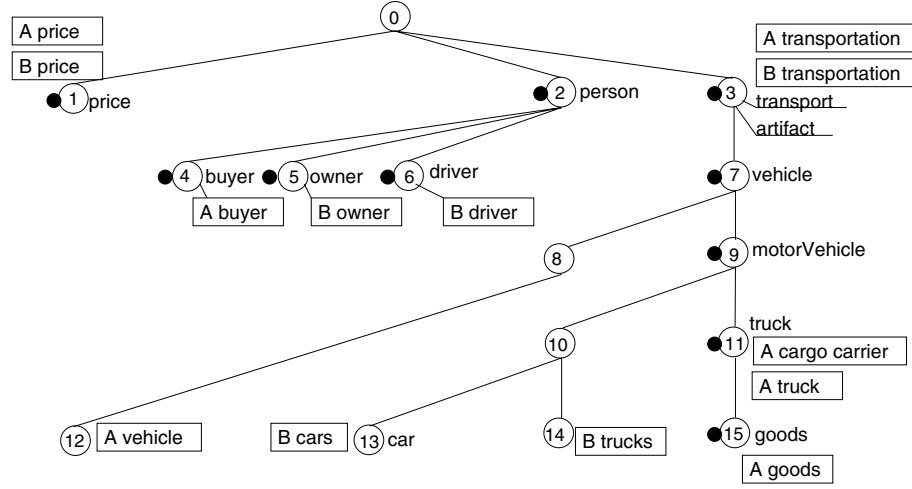 0
A price
A transportation
B price
B transportation
1 price
2 person
3
transport
artifact
4 buyer
5 owner
6 driver
7 vehicle
A buyer
B owner
B driver
8
9 motorVehicle
10
truck
11
A cargo carrier
A truck
12 A vehicle
B cars 13 car
14 B trucks
15 goods
A goods